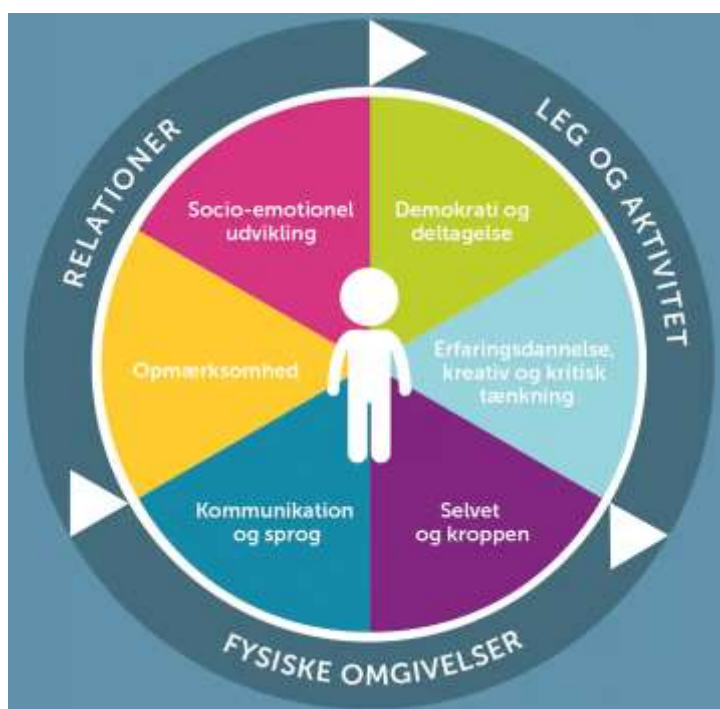 RELATIONER
LEG OG AKTIVITET
Socio-emotionel
udvikling
Demokrati og
deltagelse
Opmærksomhed
Erfaringsdannelse,
kreativ og kritisk
tænkning
Kommunikation
og sprog
Selvet
og kroppen
FYSISKE OMGIVELSER